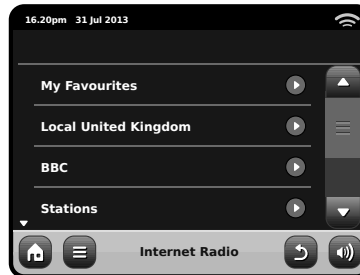 16.20pm 31 Jul 2013
My Favourites
Local United Kingdom
BBC
Stations
Internet Radio